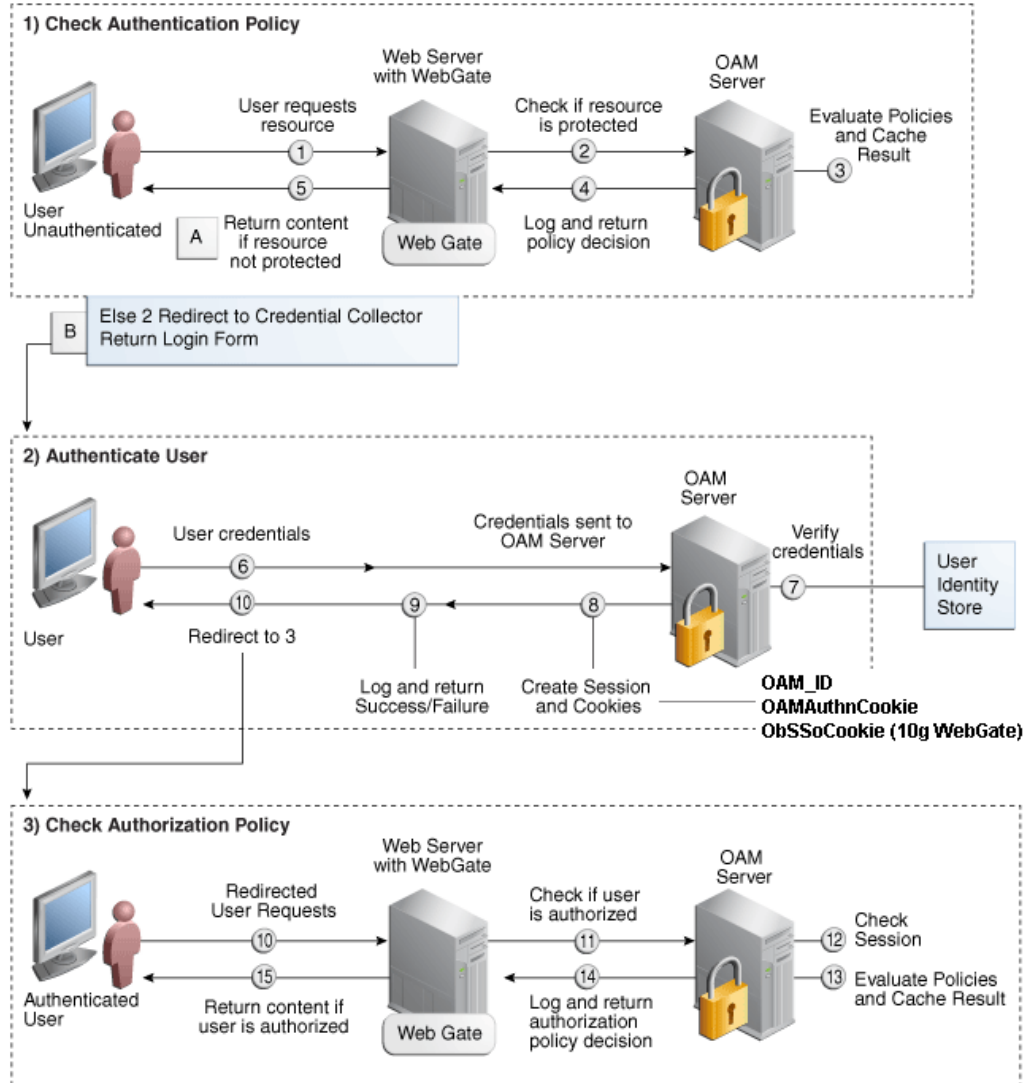 1) Check Authentication Policy
Web Server
with WebGate
OAM
Server
User requests
resource
Check if resource
is protected
Evaluate Policies
and Cache
Result
1
2
3
5
4
User
Unauthenticated
A
Return content
if resource
not protected
Web Gate
Log and return
policy decision
B
Else 2 Redirect to Credential Collector
Return Login Form
2) Authenticate User
OAM
Server
User credentials
Credentials sent to
OAM Server
Verify
credentials
User
Identity
Store
6
7
10
9
8
User
Redirect to 3
Log and return
Success/Failure
Create Session
and Cookies
OAM_ID
OAMAuthnCookie
ObSSoCookie (10g WebGate)
3) Check Authorization Policy
Web Server
with WebGate
OAM
Server
Redirected
User Requests
Check if user
is authorized
10
11
12
Check
Session
15
14
13
Evaluate Policies
and Cache Result
Authenticated
User
Return content if
user is authorized
Web Gate
Log and return
authorization
policy decision